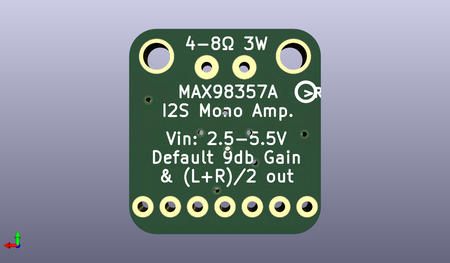 4-8Ω 3W
MAX98357A
I2S Mono Amp.
Vin: 2.5-5.5V
Default 9db Gain
& (L+R)/2 out